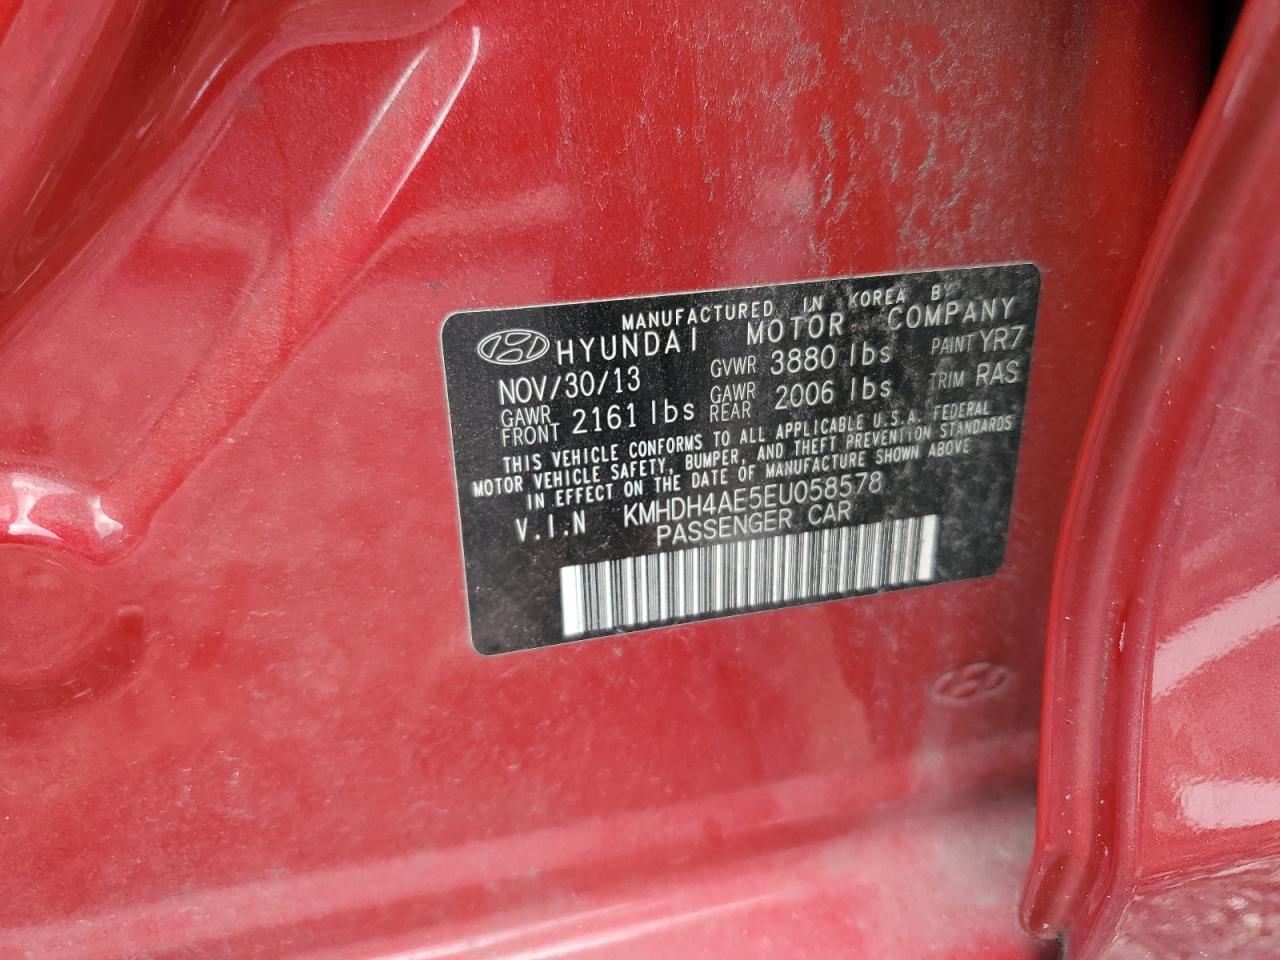 MANUFACTURED IN KOREA BY
HYUNDAI MOTOR COMPANY
NOV/30/13 GVWR 3880 lbs PAINT YR7
GAWR FRONT 2161 lbs GAWR REAR 2006 lbs TRIM RAS
THIS VEHICLE CONFORMS TO ALL APPLICABLE U.S.A. FEDERAL
MOTOR VEHICLE SAFETY, BUMPER, AND THEFT PREVENTION STANDARDS
IN EFFECT ON THE DATE OF MANUFACTURE SHOWN ABOVE
V.I.N KMHDH4AE5EU058578
PASSENGER CAR